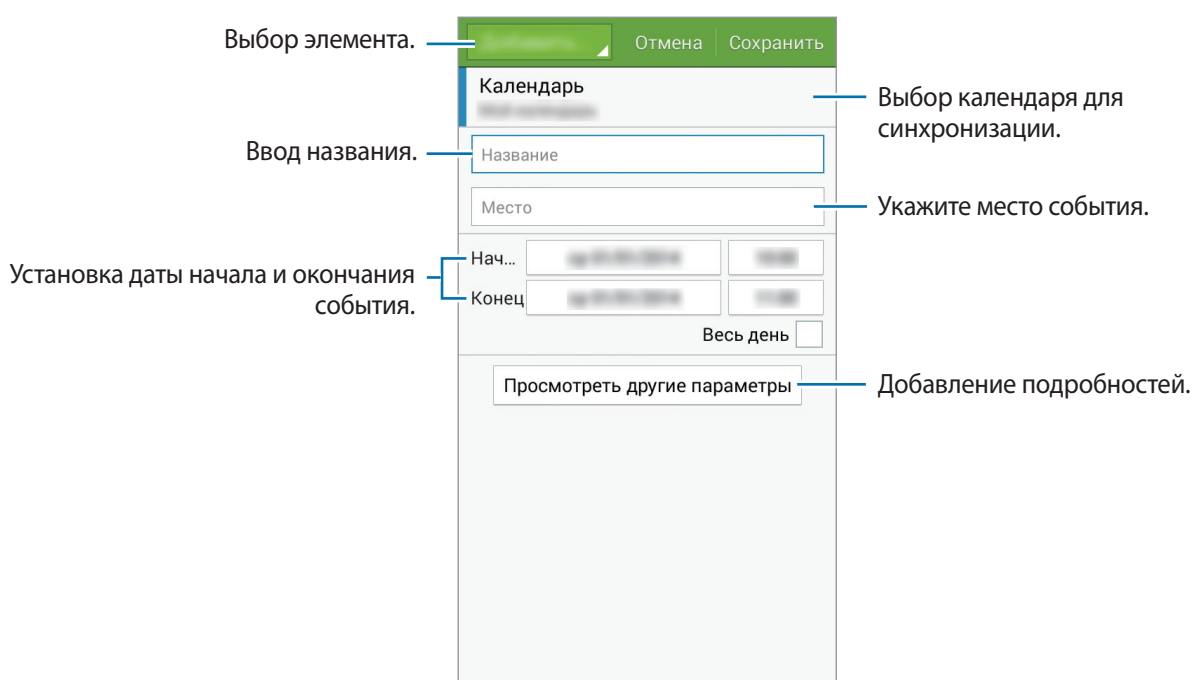 Выбор элемента.
Отмена
Сохранить
Календарь
Выбор календаря для
синхронизации.
Ввод названия.
Название
Место
Укажите место события.
Установка даты начала и окончания
события.
Нач...
Конец
Весь день
Просмотреть другие параметры
Добавление подробностей.